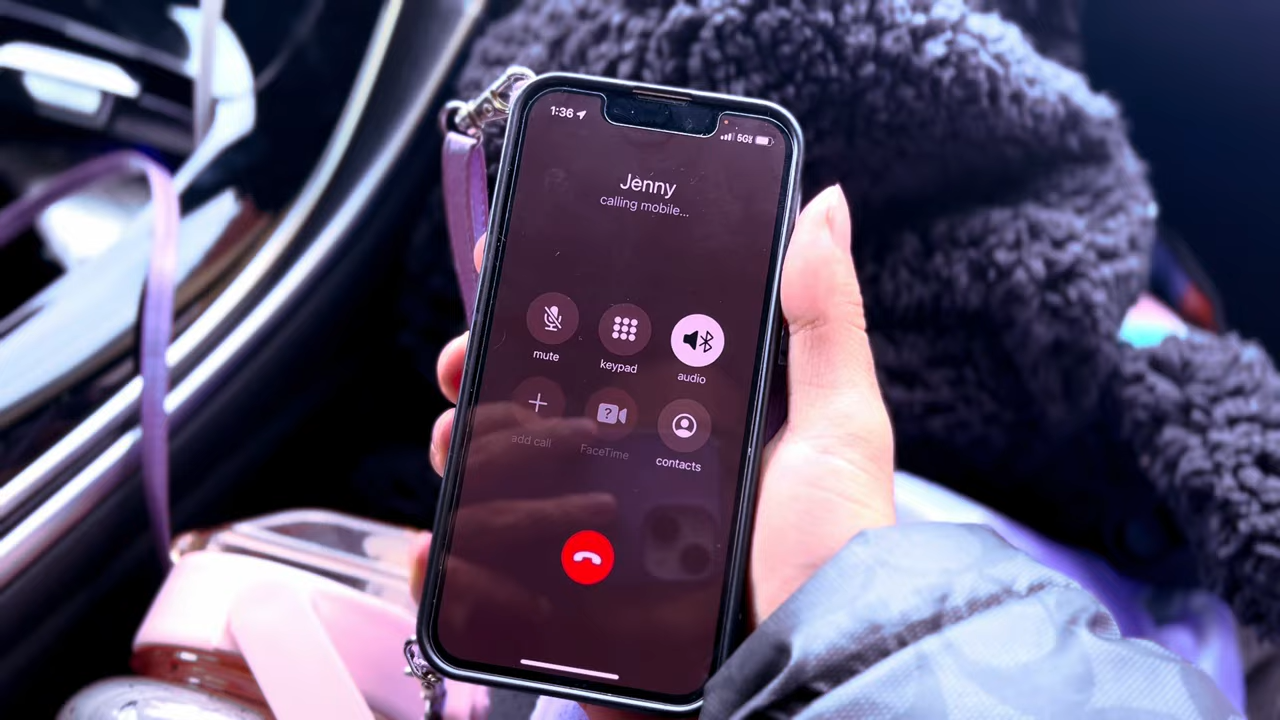 1:36
5G
Jenny
calling mobile...
mute
keypad
audio
add call
?
FaceTime
contacts